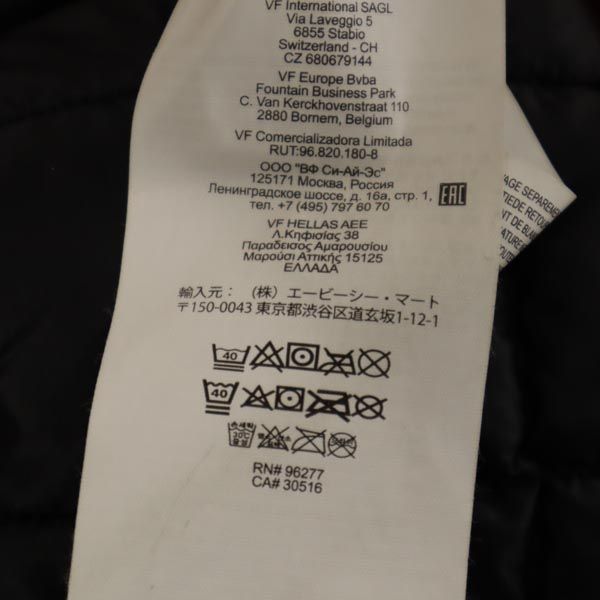 VF International SAGL
Via Laveggio 5
6855 Stabio
Switzerland - CH
CZ 680679144
VF Europe Bvba
Fountain Business Park
C. Van Kerckhovenstraat 110
2880 Bornem, Belgium
VF Comercializadora Limitada
RUT:96.820.180-8
ООО "ВФ Си-Ай-Эс"
125171 Москва, Россия
Ленинградское шоссе, д. 16а, стр. 1,
тел. +7 (495) 797 60 70
EAC
VF HELLAS AEE
Λ.Κηφισίας 38
Παραδεισος Αμαρουσίου
Μαρούσι Αττικής 15125
ΕΛΛΑΔΑ
輸入元： （株）エービーシー・マート
〒150-0043 東京都渋谷区道玄坂1-12-1
40
40
30℃
RN# 96277
CA# 30516